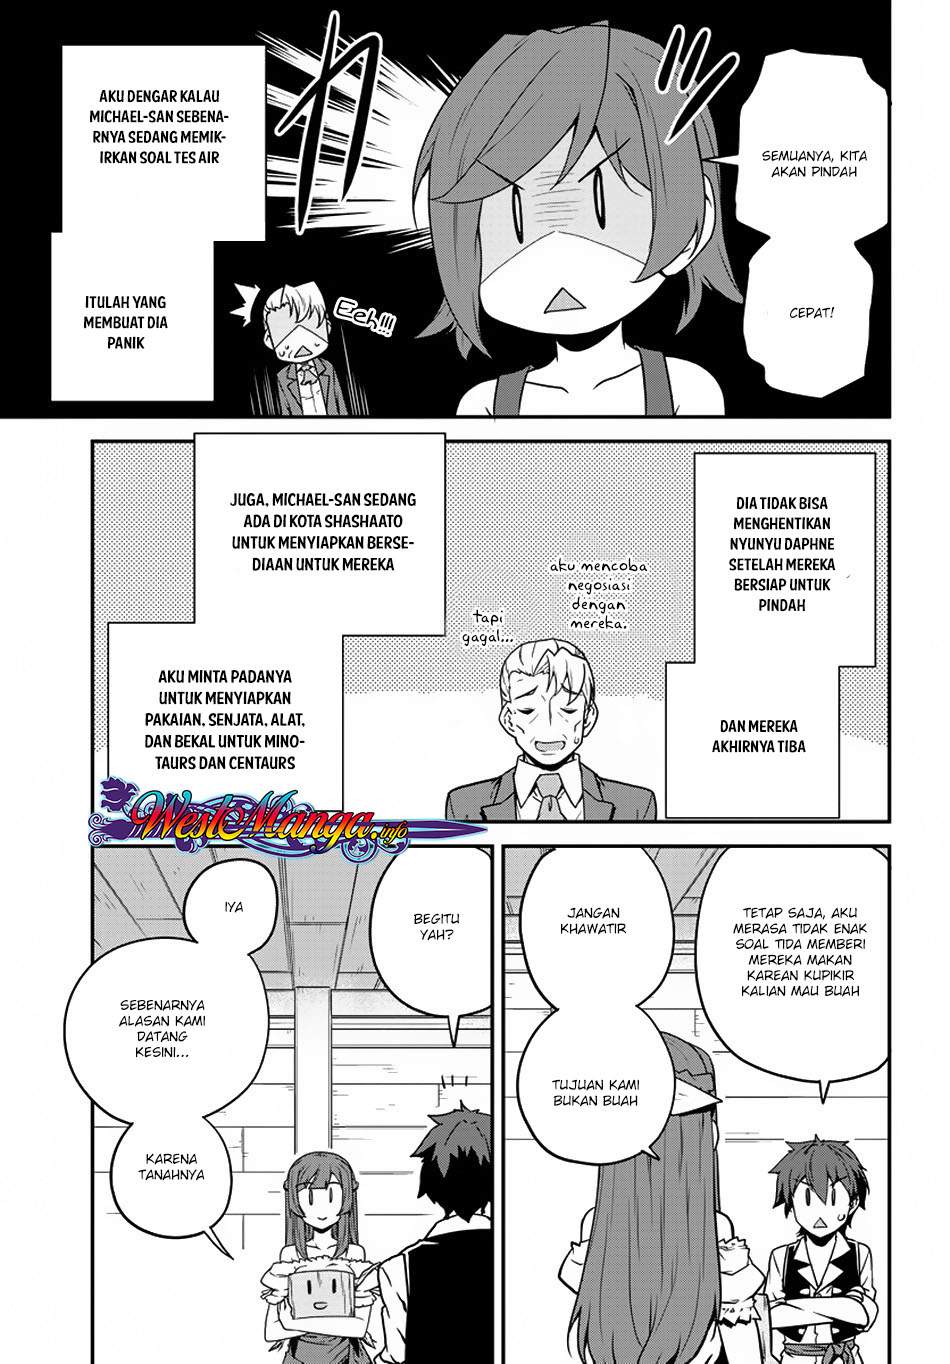 SEMUANYA, KITA
AKAN PINDAH
CEPAT!
AKU DENGAR KALAU
MICHAEL-SAN SEBENA-
RNYA SEDANG MEMIK-
IRKAN SOAL TES AIR
ITULAH YANG
MEMBUAT DIA
PANIK
Eeh!!!
DIA TIDAK BISA
MENGHENTIKAN
NYUNYU DAPHNE
SETELAH MEREKA
BERSIAP UNTUK
PINDAH
DAN MEREKA
AKHIRNYA TIBA
aku mencoba
negosiasi
dengan
mereka.
tapi
gagal...
JUGA, MICHAEL-SAN SEDANG
ADA DI KOTA SHASHAATO
UNTUK MENYIAPKAN BERSE-
DIAAN UNTUK MEREKA
AKU MINTA PADANYA
UNTUK MENYIAPKAN
PAKAIAN, SENJATA, ALAT,
DAN BEKAL UNTUK MINO-
TAURS DAN CENTAURS
WestManga.info
TETAP SAJA, AKU
MERASA TIDAK ENAK
SOAL TIDA MEMBERI
MEREKA MAKAN
KAREAN KUPIKIR
KALIAN MAU BUAH
JANGAN
KHAWATIR
TUJUAN KAMI
BUKAN BUAH
BEGITU
YAH?
IYA
SEBENARNYA
ALASAN KAMI
DATANG
KESINI...
KARENA
TANAHNYA